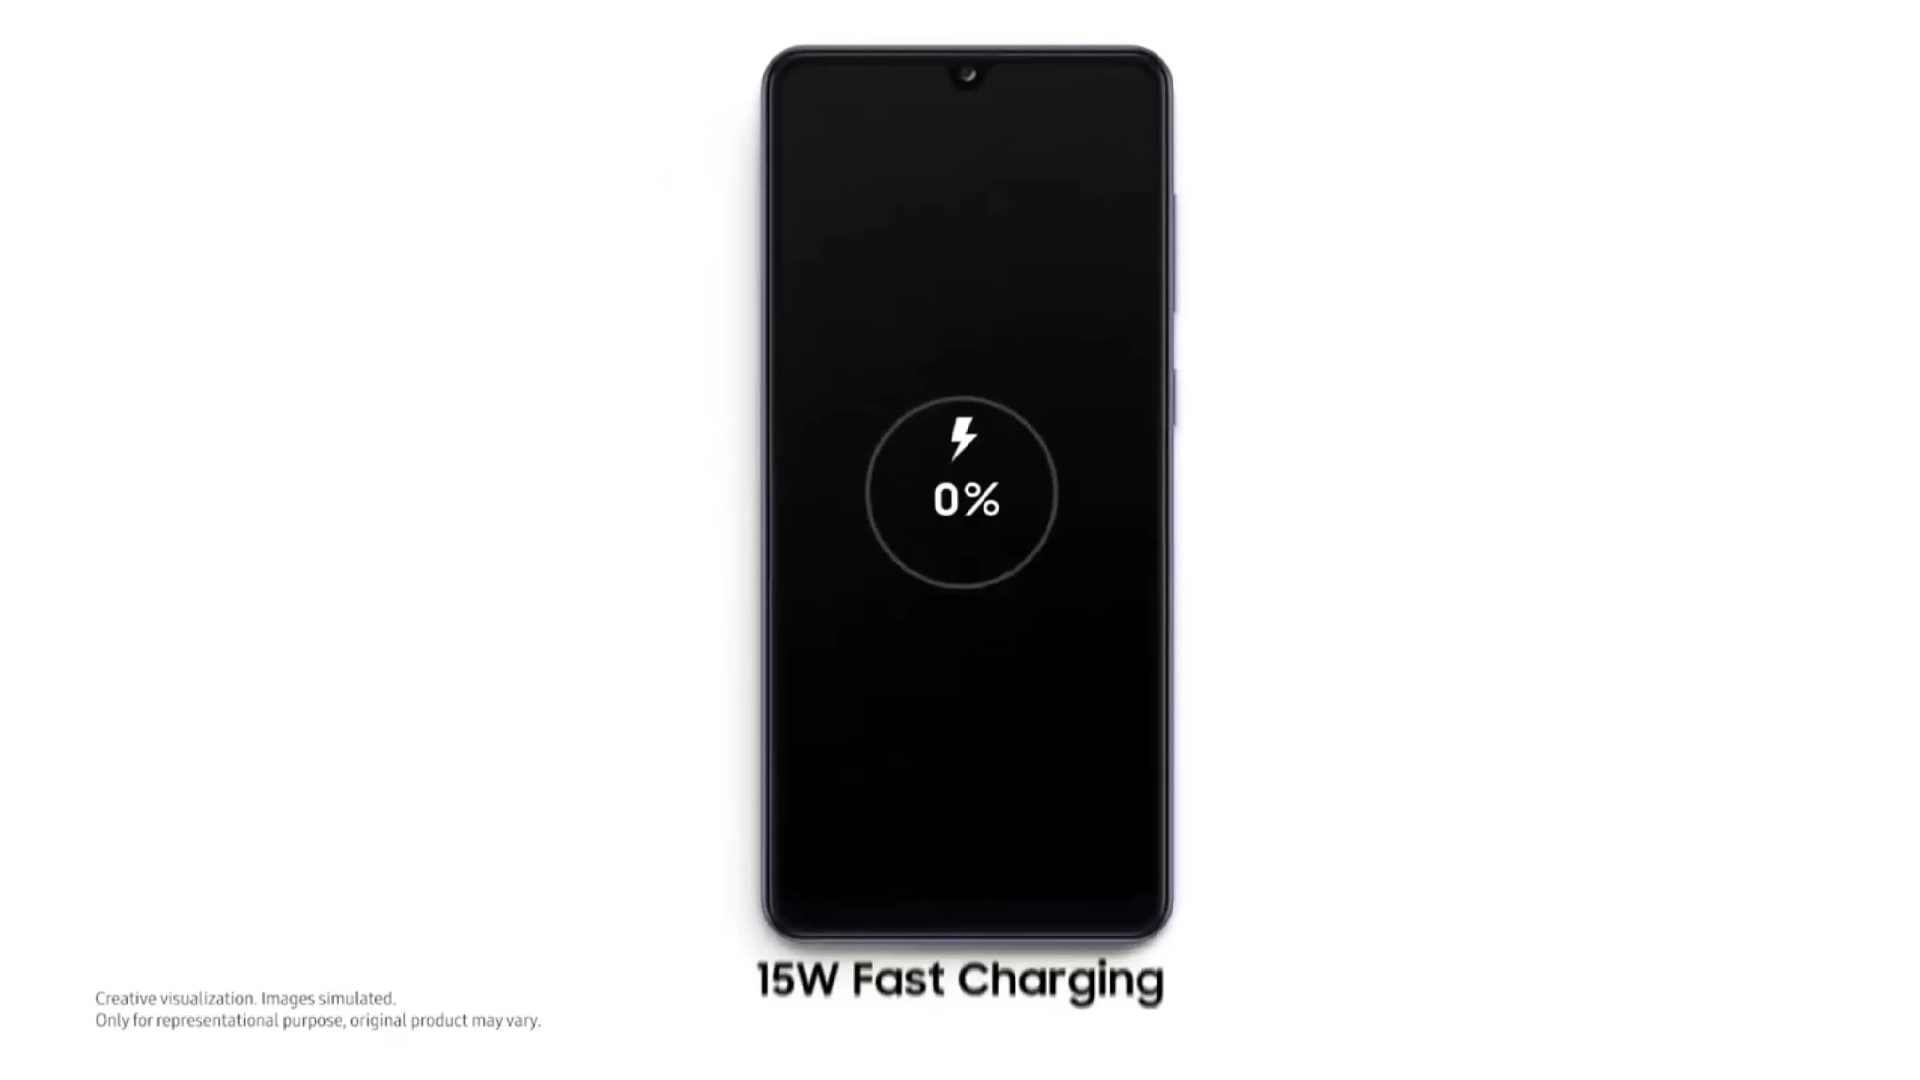 0%
15W Fast Charging
Creative visualization. Images simulated.
Only for representational purpose, original product may vary.